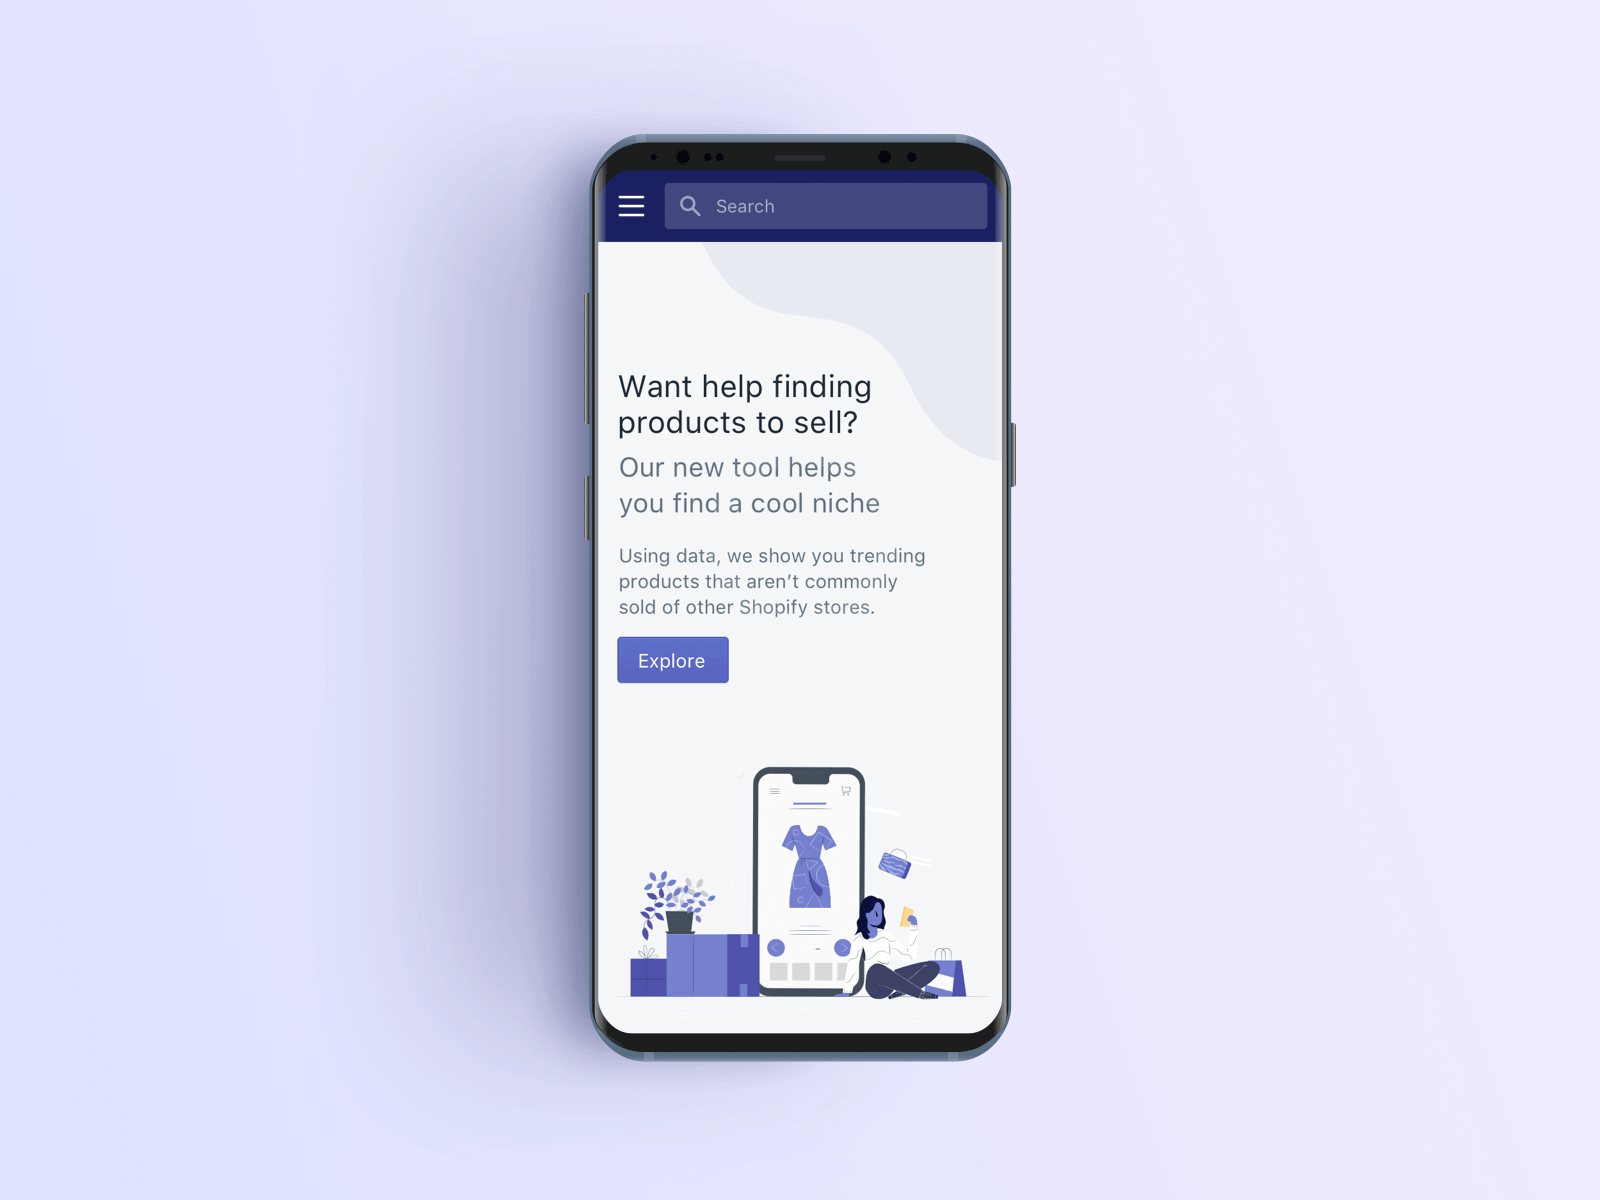 Search
Want help finding
products to sell?
Our new tool helps
you find a cool niche
Using data, we show you trending
products that aren’t commonly
sold of other Shopify stores.
Explore